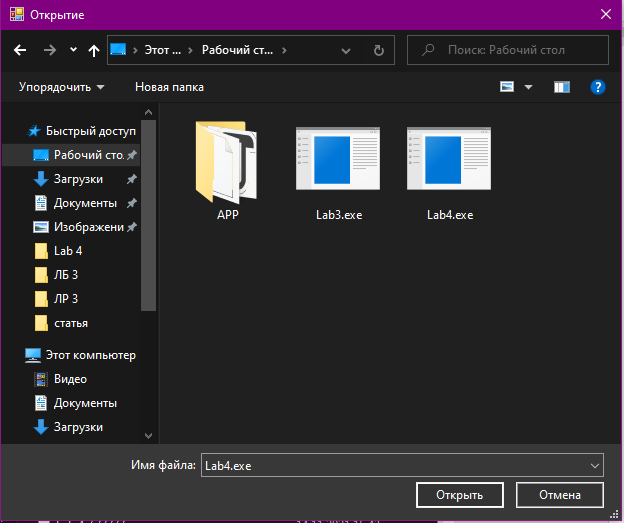 Открытие
Этот ... Рабочий ст...
Поиск: Рабочий стол
Упорядочить Новая папка
Быстрый доступ
Рабочий сто.
Загрузки
Документы
Изображени
Lab 4
ЛБ 3
ЛР 3
статья
Этот компьютер
Видео
Документы
Загрузки
APP
Lab3.exe
Lab4.exe
Имя файла: Lab4.exe
Открыть Отмена